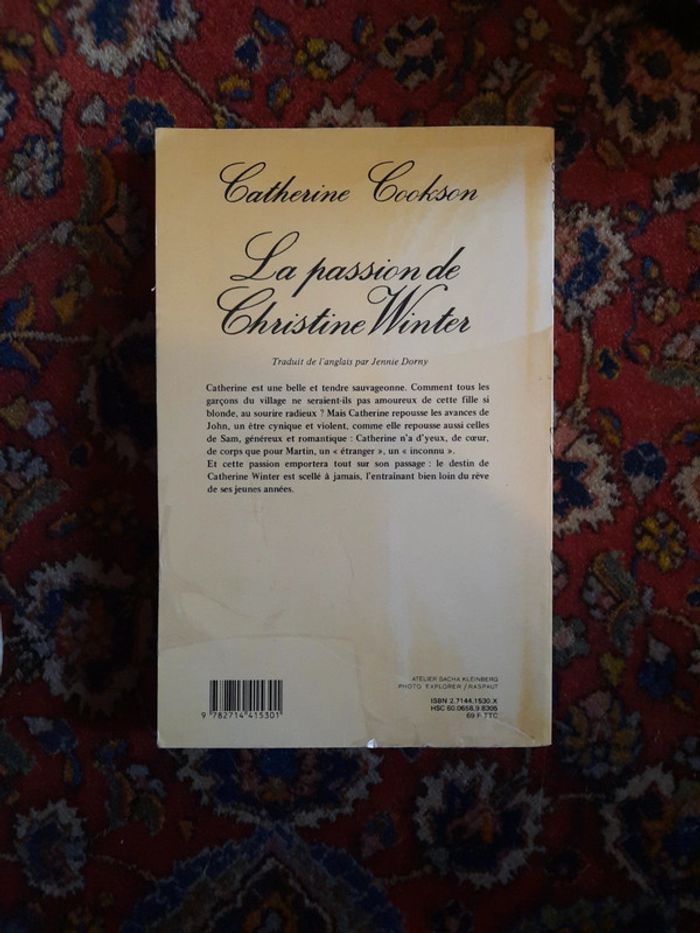 Catherine Cookson
La passion de
Christine Winter
Traduit de l'anglais par Jennie Dorny
Catherine est une belle et tendre sauvageonne. Comment tous les
garçons du village ne seraient-ils pas amoureux de cette fille si
blonde, au sourire radieux ? Mais Catherine repousse les avances de
John, un être cynique et violent, comme elle repousse aussi celles
de Sam, généreux et romantique : Catherine n'a d'yeux, de cœur,
de corps que pour Martin, un « étranger », un « inconnu ».
Et cette passion emportera tout sur son passage : le destin de
Catherine Winter est scellé à jamais, l'entraînant bien loin du rêve
de ses jeunes années.
ATELIER SACHA KLEINBERG
PHOTO EXPLORER / RASPAUT
ISBN 2.7144.1530.X
HSC 60.0658.9 8305
69 F TTC
9 782714 415301